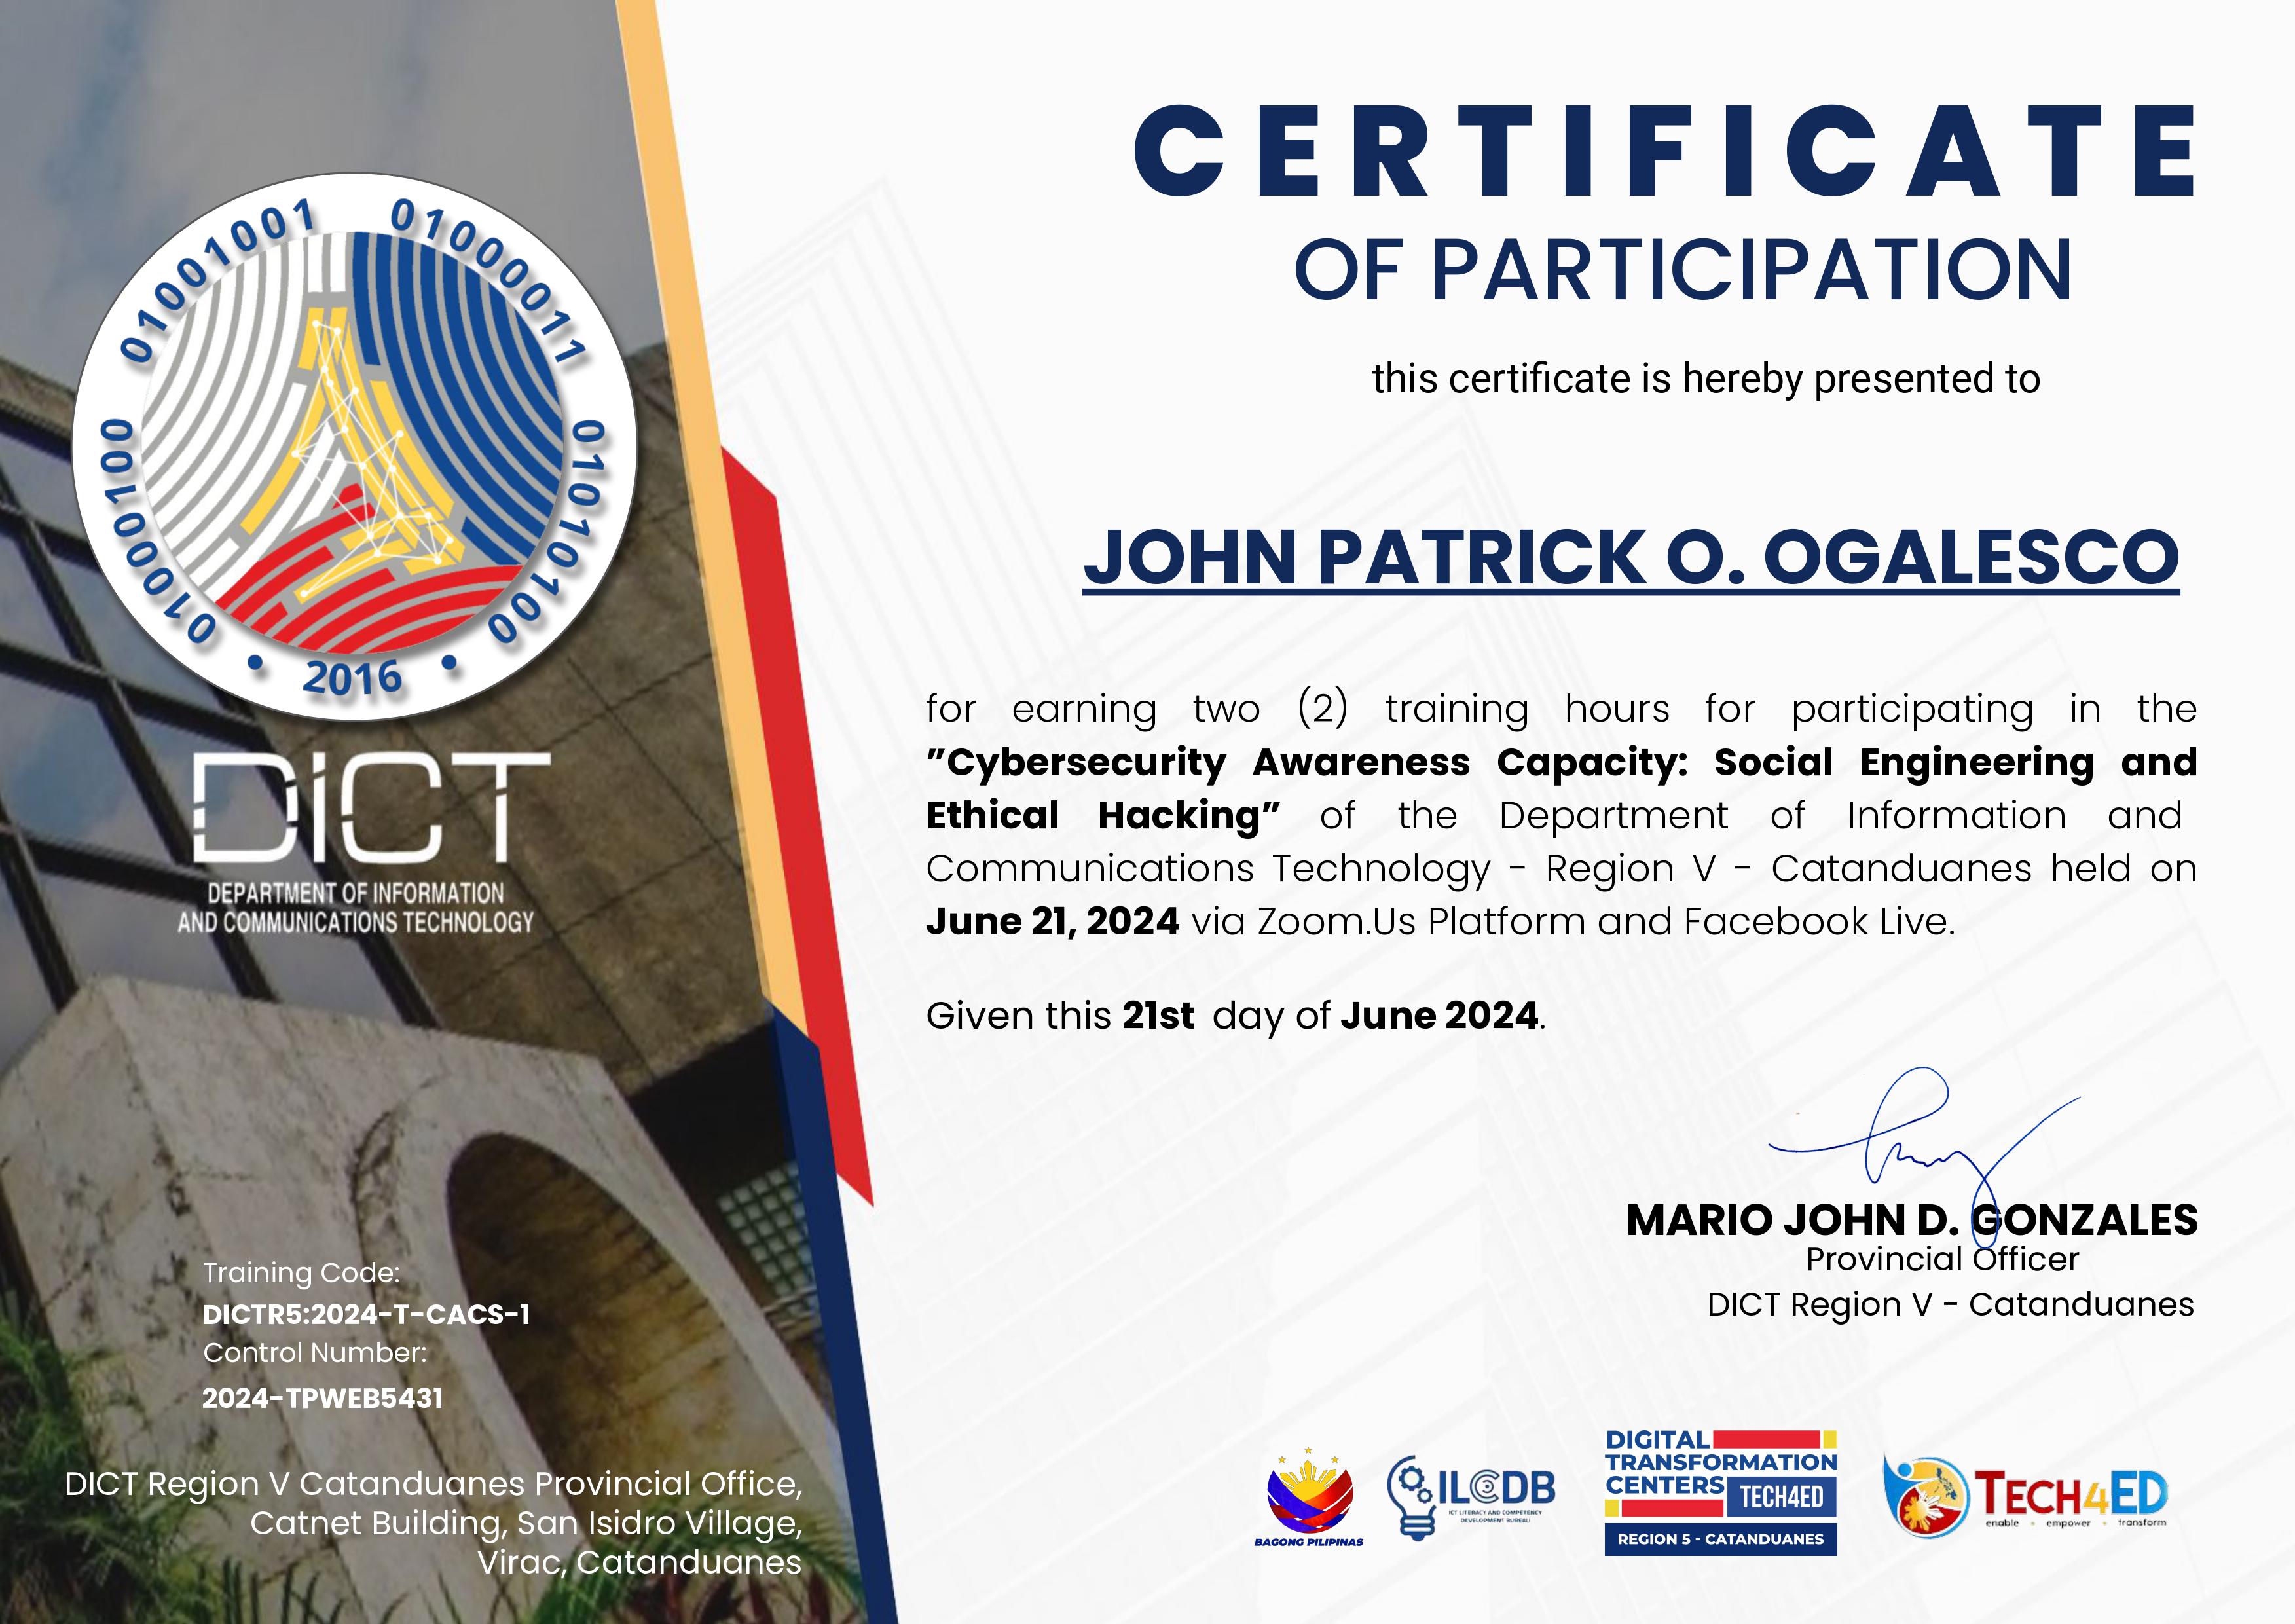 CERTIFICATE
OF PARTICIPATION
this certificate is hereby presented to
JOHN PATRICK O. OGALESCO
for earning two (2) training hours for participating in the
"Cybersecurity Awareness Capacity: Social Engineering and
Ethical Hacking" of the Department of Information and
Communications Technology - Region V - Catanduanes held on
June 21, 2024 via Zoom.Us Platform and Facebook Live.
Given this 21st day of June 2024.
MARIO JOHN D. GONZALES
Provincial Officer
DICT Region V - Catanduanes
01001001 01000011 01010100
01000100
• 2016 •
DICT
DEPARTMENT OF INFORMATION
AND COMMUNICATIONS TECHNOLOGY
Training Code:
DICTR5:2024-T-CACS-1
Control Number:
2024-TPWEB5431
DICT Region V Catanduanes Provincial Office,
Catnet Building, San Isidro Village,
Virac, Catanduanes
BAGONG PILIPINAS
ILCDB
ICT LITERACY AND COMPETENCY
DEVELOPMENT BUREAU
DIGITAL
TRANSFORMATION
CENTERS TECH4ED
REGION 5 - CATANDUANES
TECH4ED
enable • empower • transform